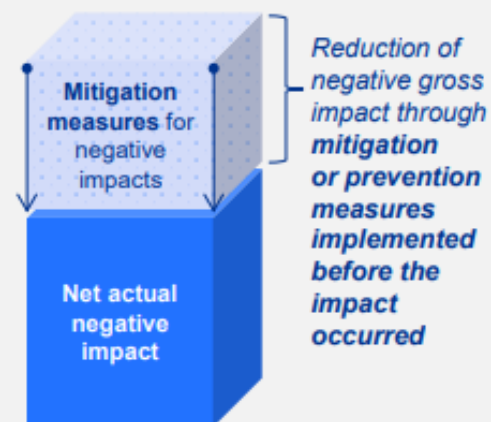 Mitigation
measures for
negative
impacts
Net actual
negative
impact
Reduction of
negative gross
impact through
mitigation
or prevention
measures
implemented
before the
impact
occurred